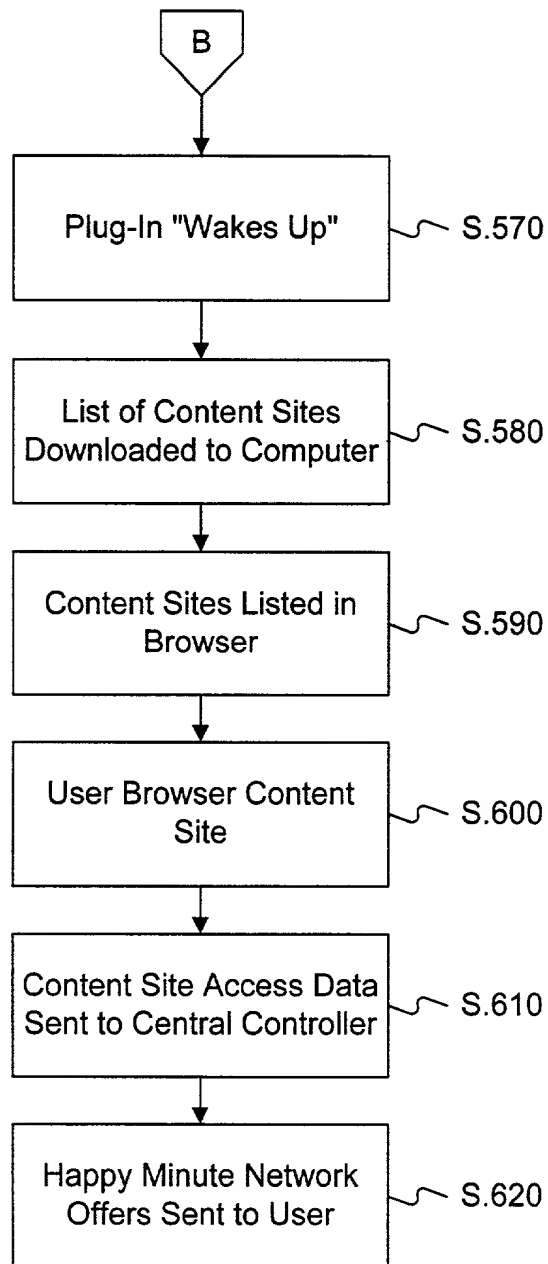 B
Plug-In "Wakes Up"
S.570
List of Content Sites
Downloaded to Computer
S.580
Content Sites Listed in
Browser
S.590
User Browser Content
Site
S.600
Content Site Access Data
Sent to Central Controller
S.610
Happy Minute Network
Offers Sent to User
S.620